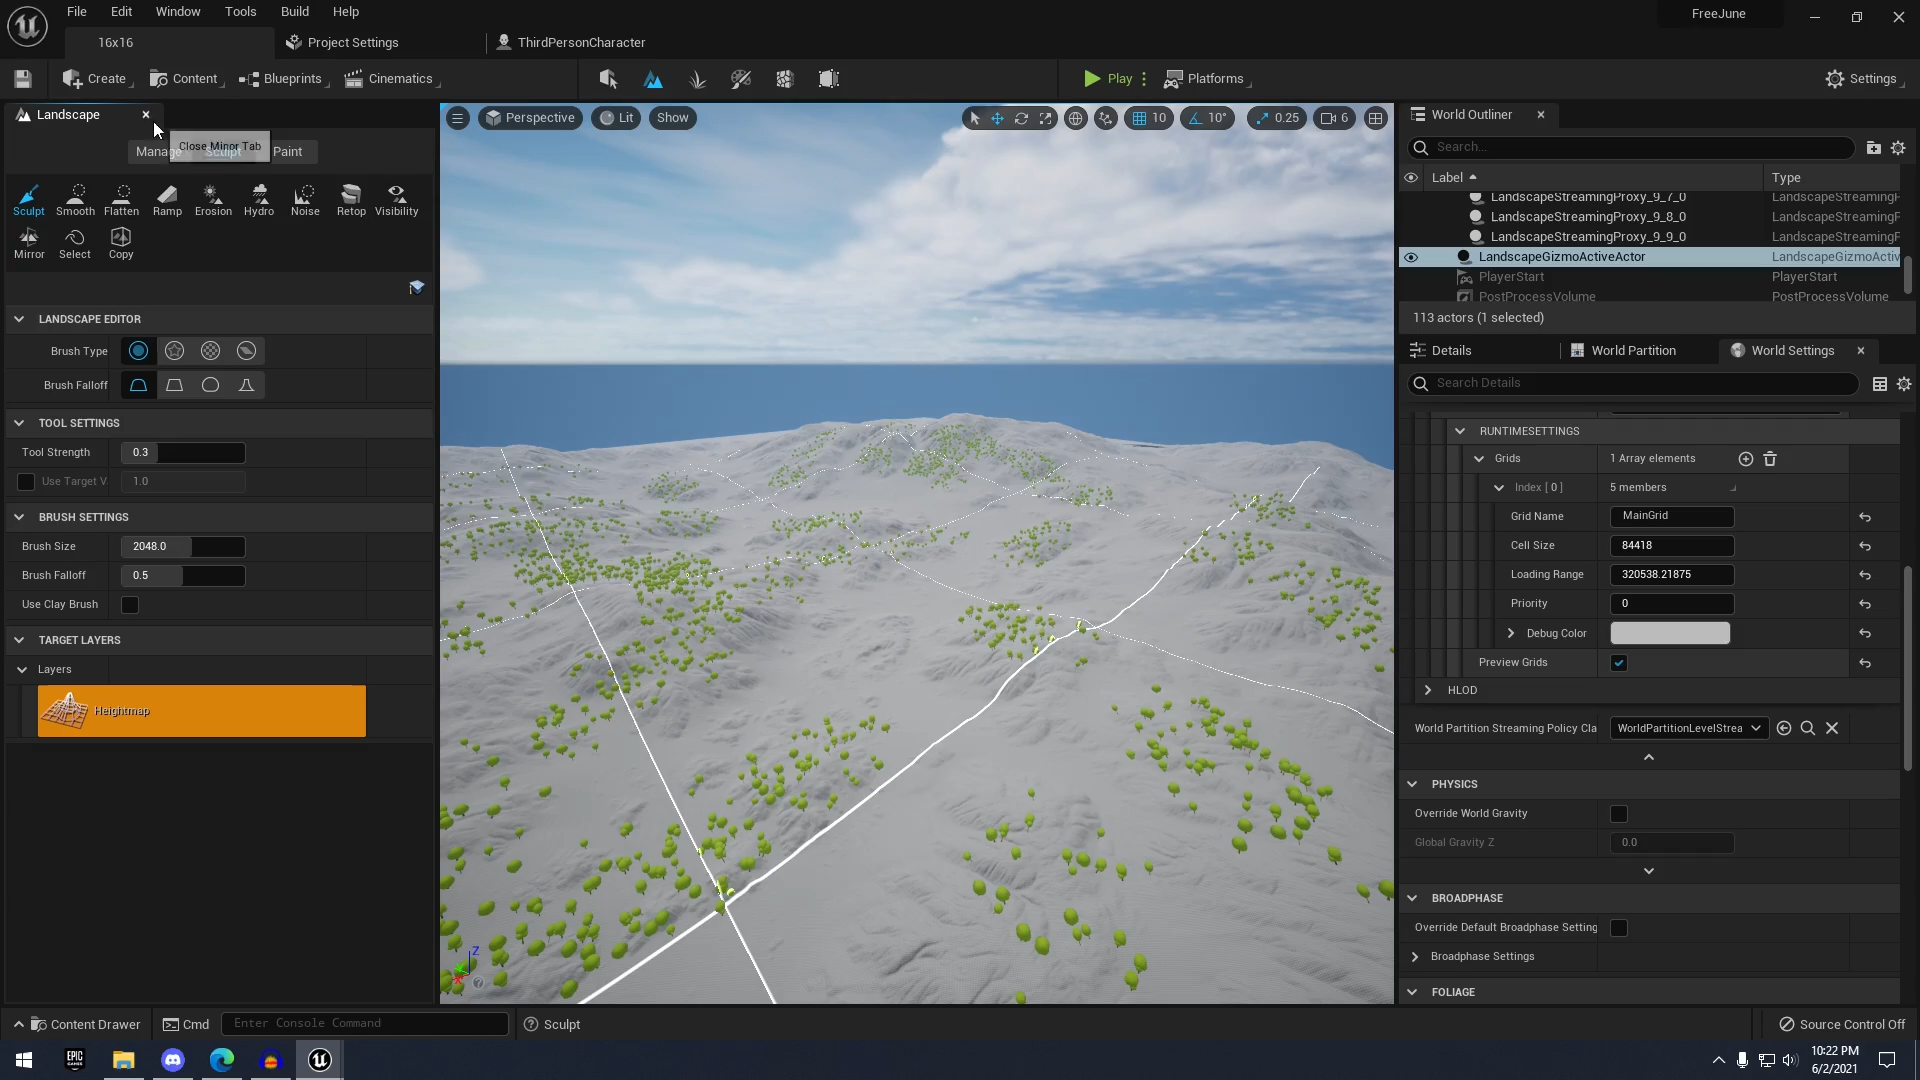 File Edit Window Tools Build Help
FreeJune
16x16
Project Settings
ThirdPersonCharacter
Create
Content
Blueprints
Cinematics
Play
Platforms
Settings
Landscape
Close Minor Tab
Manage Sculpt Paint
Sculpt Smooth Flatten Ramp Erosion Hydro Noise Retop Visibility
Mirror Select Copy
LANDSCAPE EDITOR
Brush Type
Brush Falloff
TOOL SETTINGS
Tool Strength 0.3
Use Target V 1.0
BRUSH SETTINGS
Brush Size 2048.0
Brush Falloff 0.5
Use Clay Brush
TARGET LAYERS
Layers
Heightmap
Perspective Lit Show
10 10° 0.25 6
Z
World Outliner
Search...
Label Type
LandscapeStreamingProxy_9_7_0 LandscapeStreamingP
LandscapeStreamingProxy_9_8_0 LandscapeStreamingP
LandscapeStreamingProxy_9_9_0 LandscapeStreamingP
LandscapeGizmoActiveActor LandscapeGizmoActiv
PlayerStart PlayerStart
PostProcessVolume PostProcessVolume
113 actors (1 selected)
Details World Partition World Settings
Search Details
RUNTIMESETTINGS
Grids 1 Array elements
Index [ 0 ] 5 members
Grid Name MainGrid
Cell Size 84418
Loading Range 320538.21875
Priority 0
Debug Color
Preview Grids
HLOD
World Partition Streaming Policy Cla WorldPartitionLevelStrea
PHYSICS
Override World Gravity
Global Gravity Z 0.0
BROADPHASE
Override Default Broadphase Setting
Broadphase Settings
FOLIAGE
Content Drawer Cmd Enter Console Command Sculpt
Source Control Off
EPIC GAMES
10:22 PM
6/2/2021